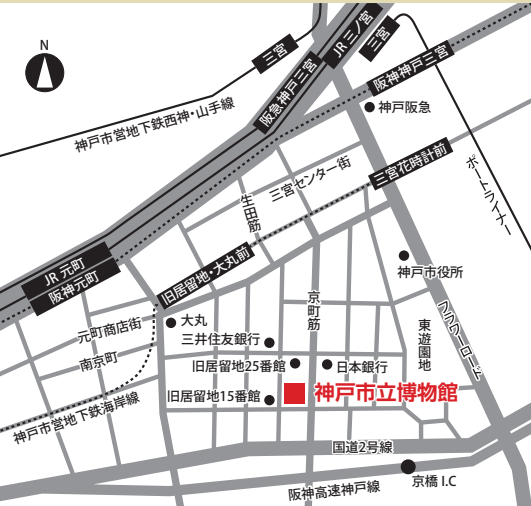 N
三宮
JR 三ノ宮
三宮
阪急神戸三宮
阪神神戸三宮
神戸阪急
神戸市営地下鉄西神・山手線
三宮花時計前
三宮センター街
ポートライナー
生田筋
旧居留地・大丸前
JR 元町
阪神元町
神戸市役所
京町筋
大丸
元町商店街
三井住友銀行
フラワーロード
東遊園地
南京町
旧居留地25番館
日本銀行
旧居留地15番館
神戸市立博物館
神戸市営地下鉄海岸線
国道2号線
京橋 I.C
阪神高速神戸線